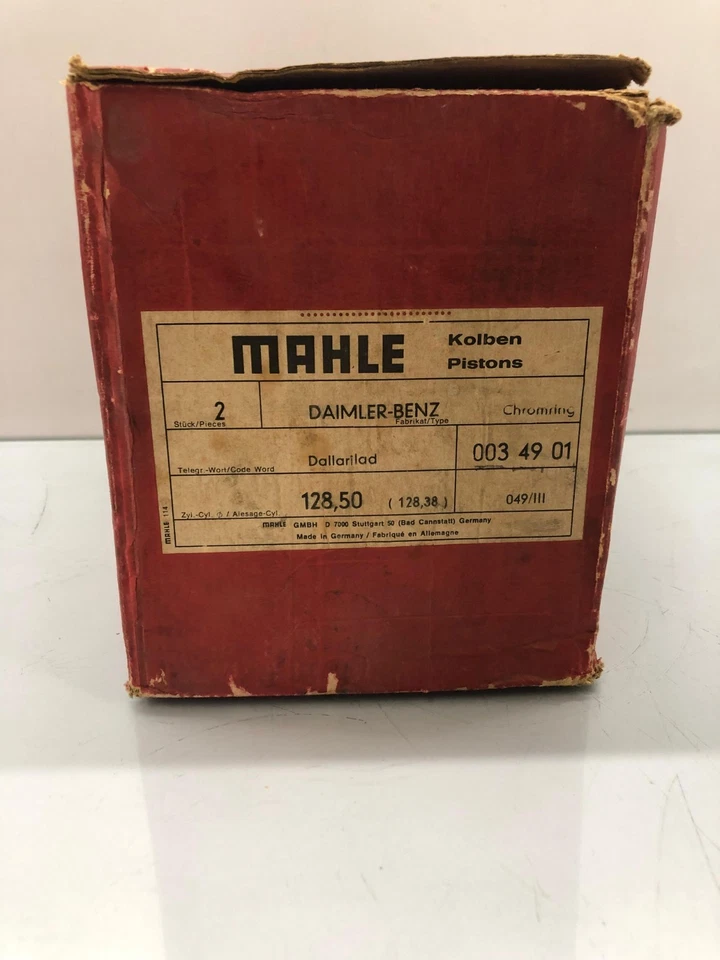 MAHLE Kolben
Pistons
2 DAIMLER-BENZ Chromring
Stück/Pieces Fabrikat/Type
Dallarilad 003 49 01
Telegr.-Wort/Code Word
128,50 (128,38) 049/III
Zyl.-Cyl. ⌀ / Alesage-Cyl.
MAHLE GMBH D 7000 Stuttgart 50 (Bad Cannstatt) Germany
Made in Germany / Fabriqué en Allemagne
MAHLE 114